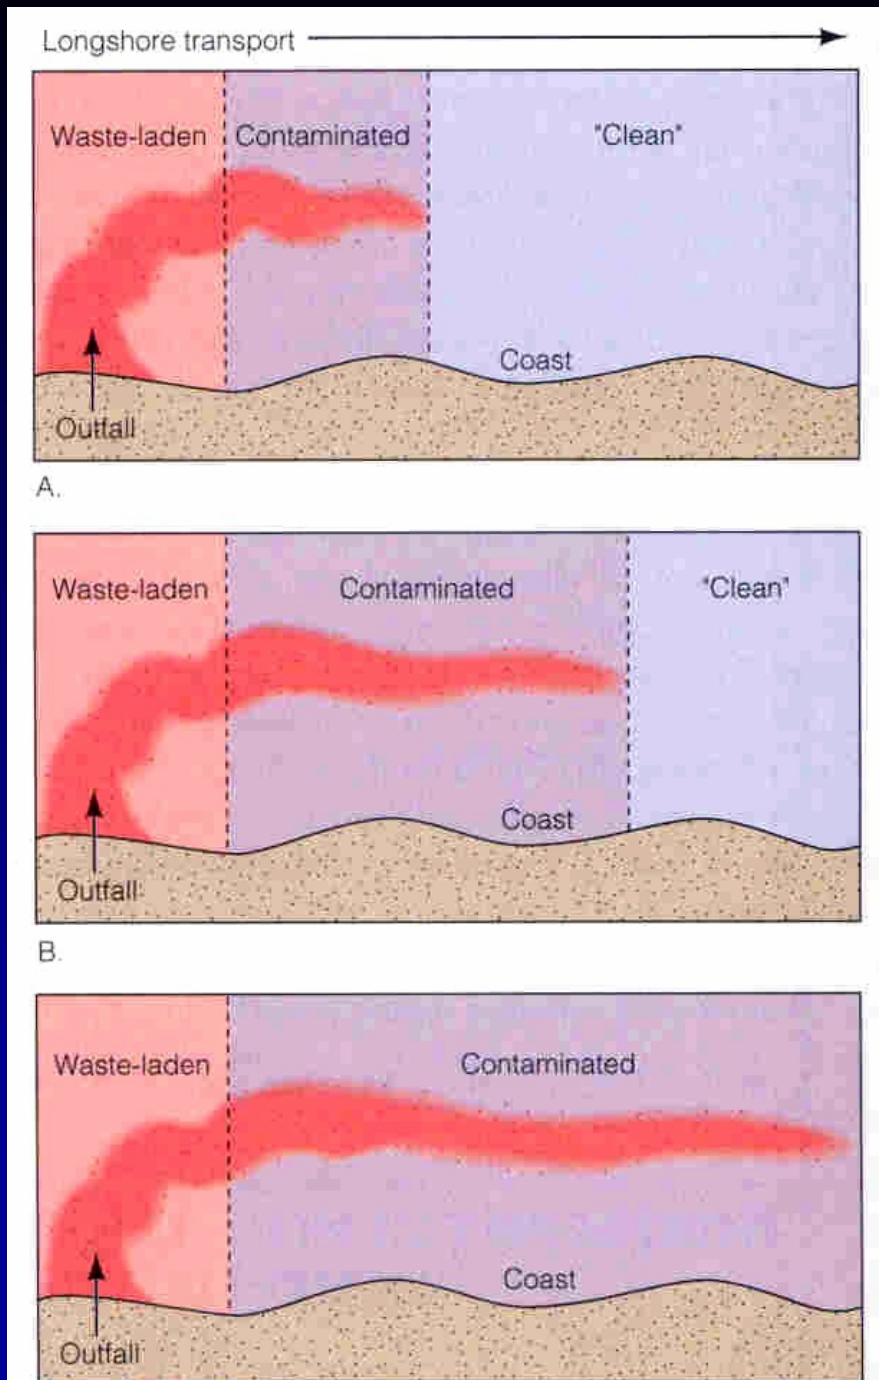 Longshore transport
Waste-laden Contaminated "Clean"
Coast
Outfall
A.
Waste-laden Contaminated "Clean"
Coast
Outfall
B.
Waste-laden Contaminated
Coast
Outfall